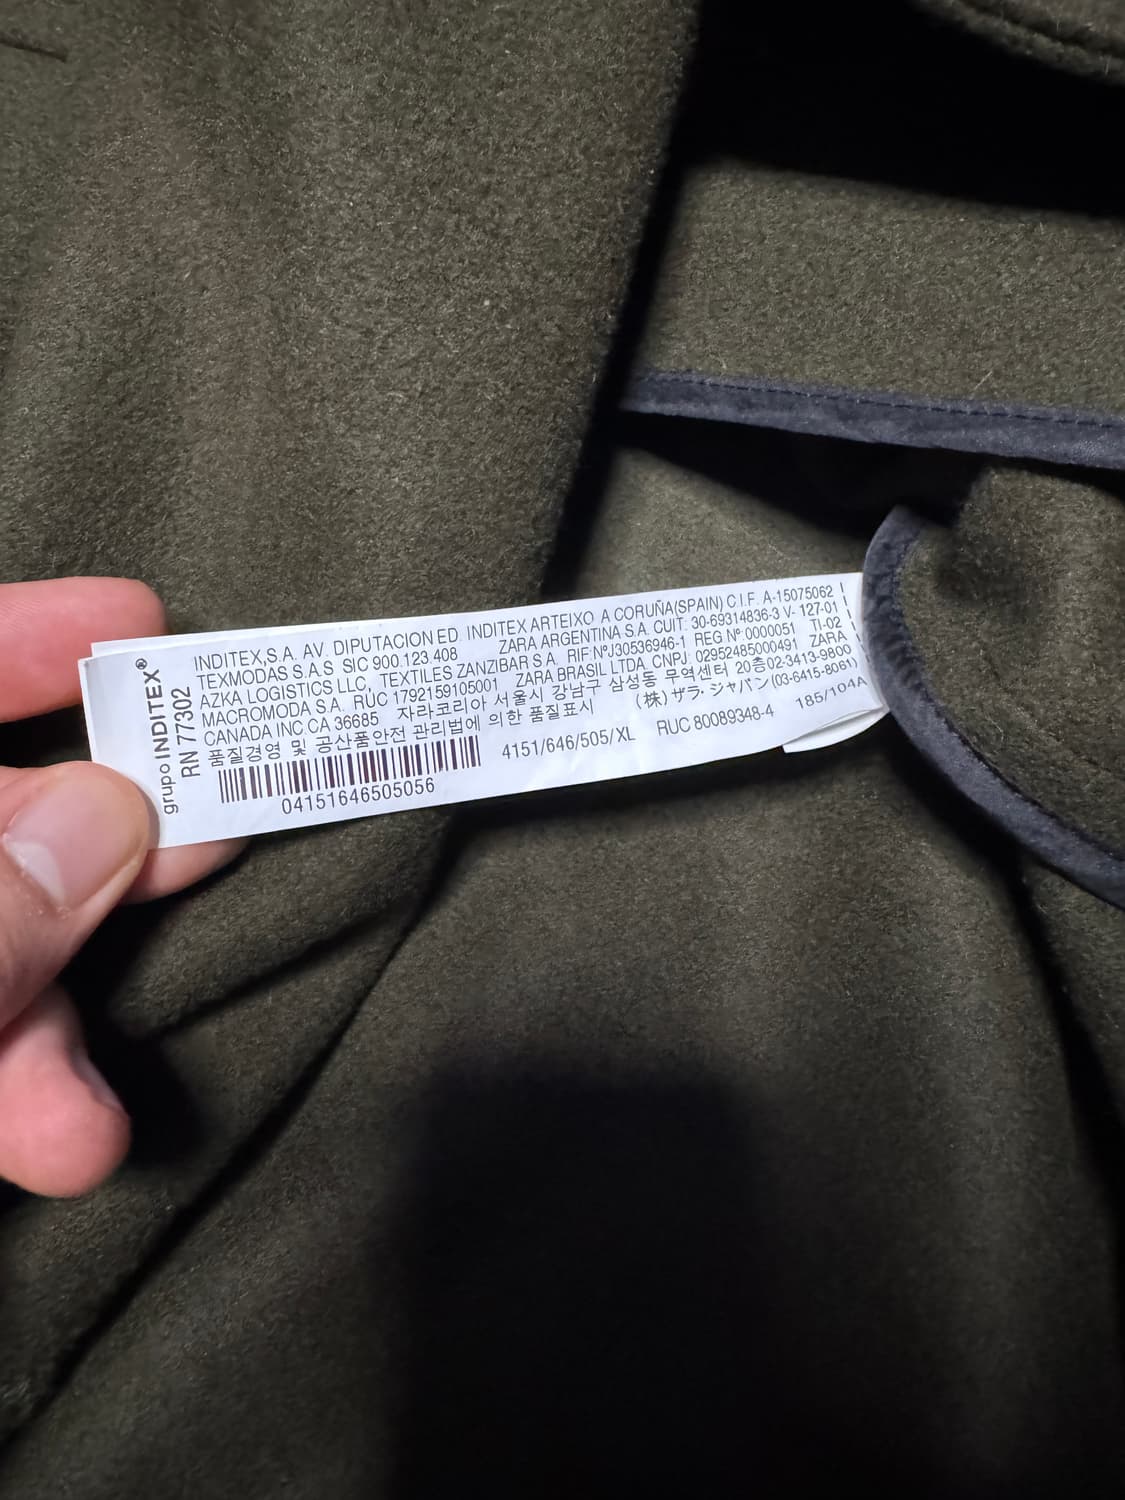 grupo INDITEX®
RN 77302
INDITEX,S.A. AV. DIPUTACION ED INDITEX ARTEIXO A CORUÑA(SPAIN) C.I.F. A-15075062
TEXMODAS S.A.S SIC 900.123.408 ZARA ARGENTINA S.A. CUIT: 30-69314836-3 V- 127-01
AZKA LOGISTICS LLC, TEXTILES ZANZIBAR S.A. RIF NºJ30536946-1 REG Nº:0000051 TI-02
MACROMODA S.A. RUC 1792159105001 ZARA BRASIL LTDA, CNPJ: 02952485000491 ZARA
CANADA INC.CA 36685 자라코리아 서울시 강남구 삼성동 무역센터 20층02-3413-9800
품질경영 및 공산품안전 관리법에 의한 품질표시 (株) ザラ・ジャパン (03-6415-8061)
4151/646/505/XL RUC 80089348-4 185/104A
04151646505056